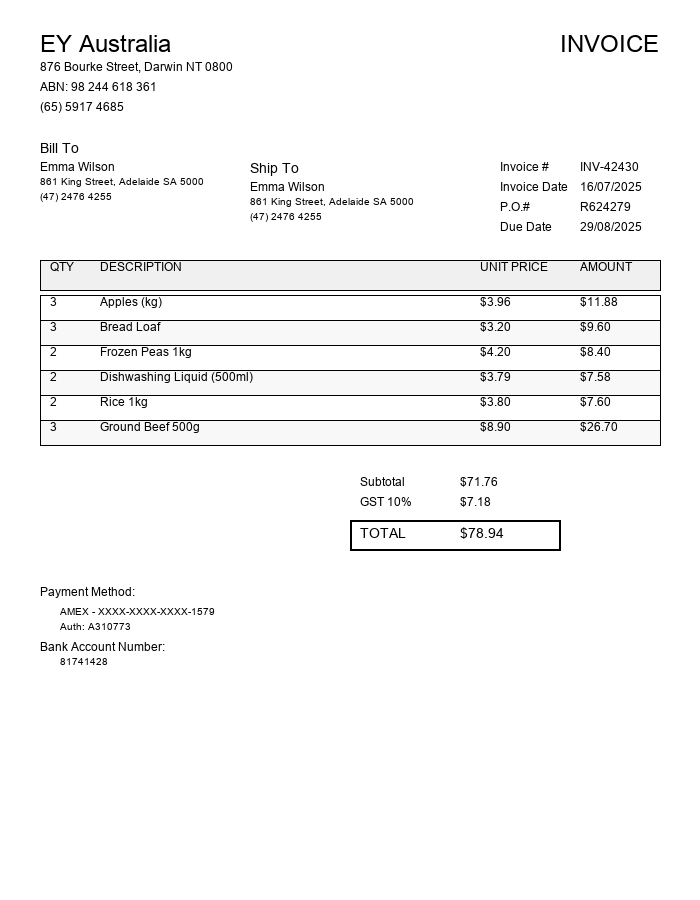 EY Australia
INVOICE
876 Bourke Street, Darwin NT 0800
ABN: 98 244 618 361
(65) 5917 4685
Bill To
Emma Wilson
861 King Street, Adelaide SA 5000
(47) 2476 4255
Ship To
Emma Wilson
861 King Street, Adelaide SA 5000
(47) 2476 4255
Invoice # INV-42430
Invoice Date 16/07/2025
P.O.# R624279
Due Date 29/08/2025
QTY DESCRIPTION UNIT PRICE AMOUNT
3 Apples (kg) $3.96 $11.88
3 Bread Loaf $3.20 $9.60
2 Frozen Peas 1kg $4.20 $8.40
2 Dishwashing Liquid (500ml) $3.79 $7.58
2 Rice 1kg $3.80 $7.60
3 Ground Beef 500g $8.90 $26.70
Subtotal $71.76
GST 10% $7.18
TOTAL $78.94
Payment Method:
AMEX - XXXX-XXXX-XXXX-1579
Auth: A310773
Bank Account Number:
81741428